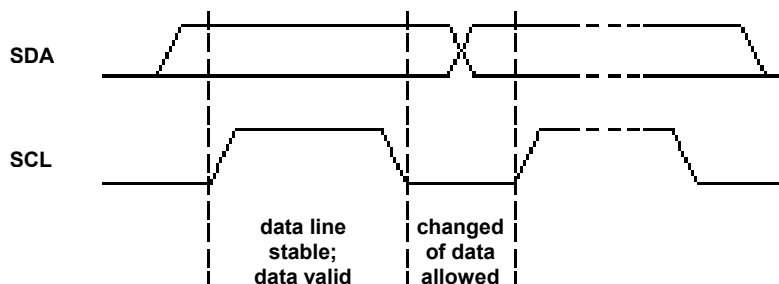 SDA
SCL
data line
stable;
data valid
changed
of data
allowed